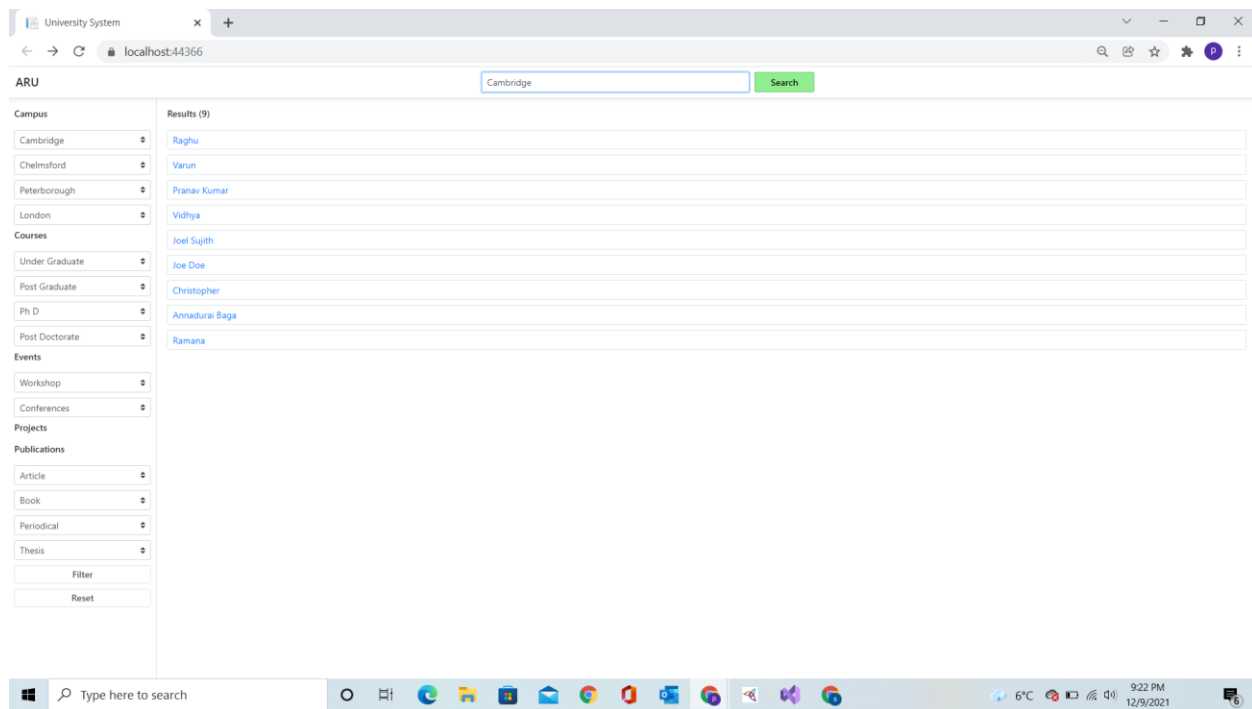 University System
localhost:44366
P
ARU
Cambridge
Search
Campus
Cambridge
Chelmsford
Peterborough
London
Courses
Under Graduate
Post Graduate
Ph D
Post Doctorate
Events
Workshop
Conferences
Projects
Publications
Article
Book
Periodical
Thesis
Filter
Reset
Results (9)
Raghu
Varun
Pranav Kumar
Vidhya
Joel Sujith
Joe Doe
Christopher
Annadurai Baga
Ramana
Type here to search
6°C
9:22 PM
12/9/2021
6